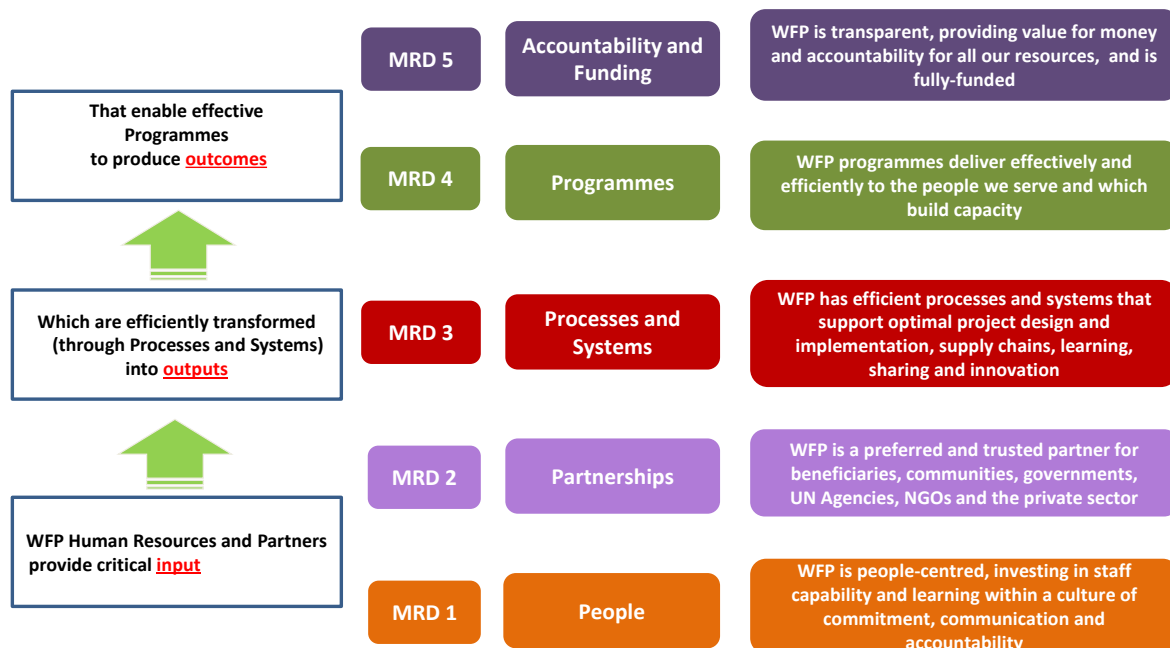 MRD 5
Accountability and
Funding
WFP is transparent, providing value for money
and accountability for all our resources, and is
fully-funded
That enable effective
Programmes
to produce outcomes
MRD 4
Programmes
WFP programmes deliver effectively and
efficiently to the people we serve and which
build capacity
Which are efficiently transformed
(through Processes and Systems)
into outputs
MRD 3
Processes and
Systems
WFP has efficient processes and systems that
support optimal project design and
implementation, supply chains, learning,
sharing and innovation
MRD 2
Partnerships
WFP is a preferred and trusted partner for
beneficiaries, communities, governments,
UN Agencies, NGOs and the private sector
WFP Human Resources and Partners
provide critical input
MRD 1
People
WFP is people-centred, investing in staff
capability and learning within a culture of
commitment, communication and
accountability